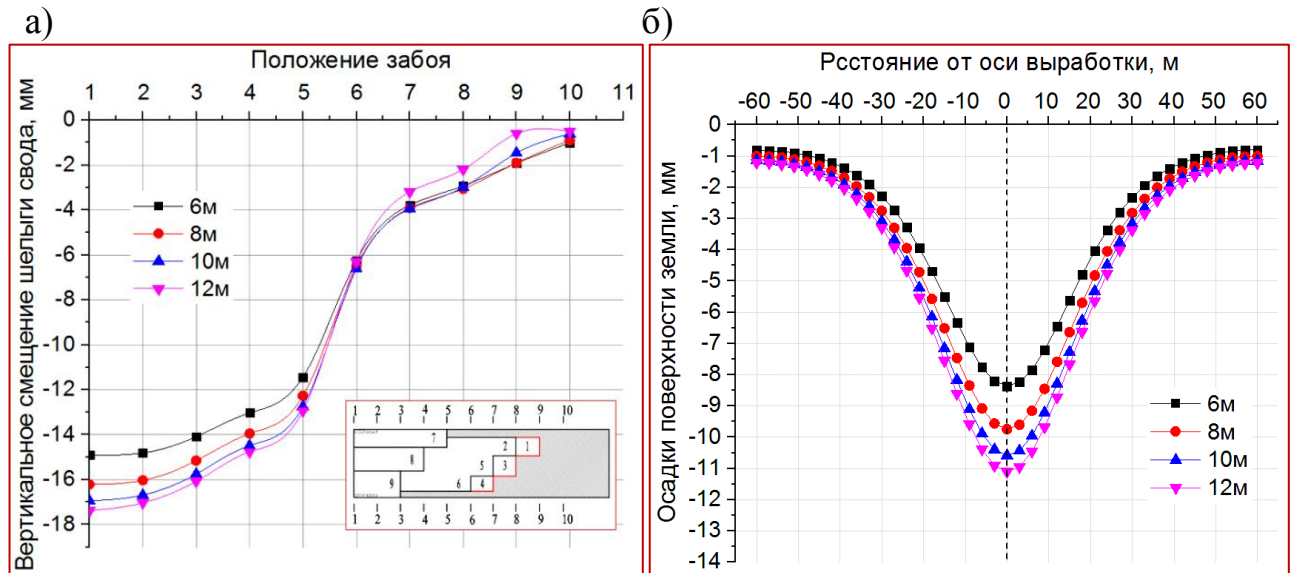 а)
б)
Положение забоя
1 2 3 4 5 6 7 8 9 10 11
Вертикальное смещение шелыги свода, мм
0
-2
-4
-6
-8
-10
-12
-14
-16
-18
6м
8м
10м
12м
1 2 3 4 5 6 7 8 9 10
7 2 1
8 5 3
9 6 4
1 2 3 4 5 6 7 8 9 10
Рсстояние от оси выработки, м
-60 -50 -40 -30 -20 -10 0 10 20 30 40 50 60
Осадки поверхности земли, мм
0
-1
-2
-3
-4
-5
-6
-7
-8
-9
-10
-11
-12
-13
-14
6м
8м
10м
12м